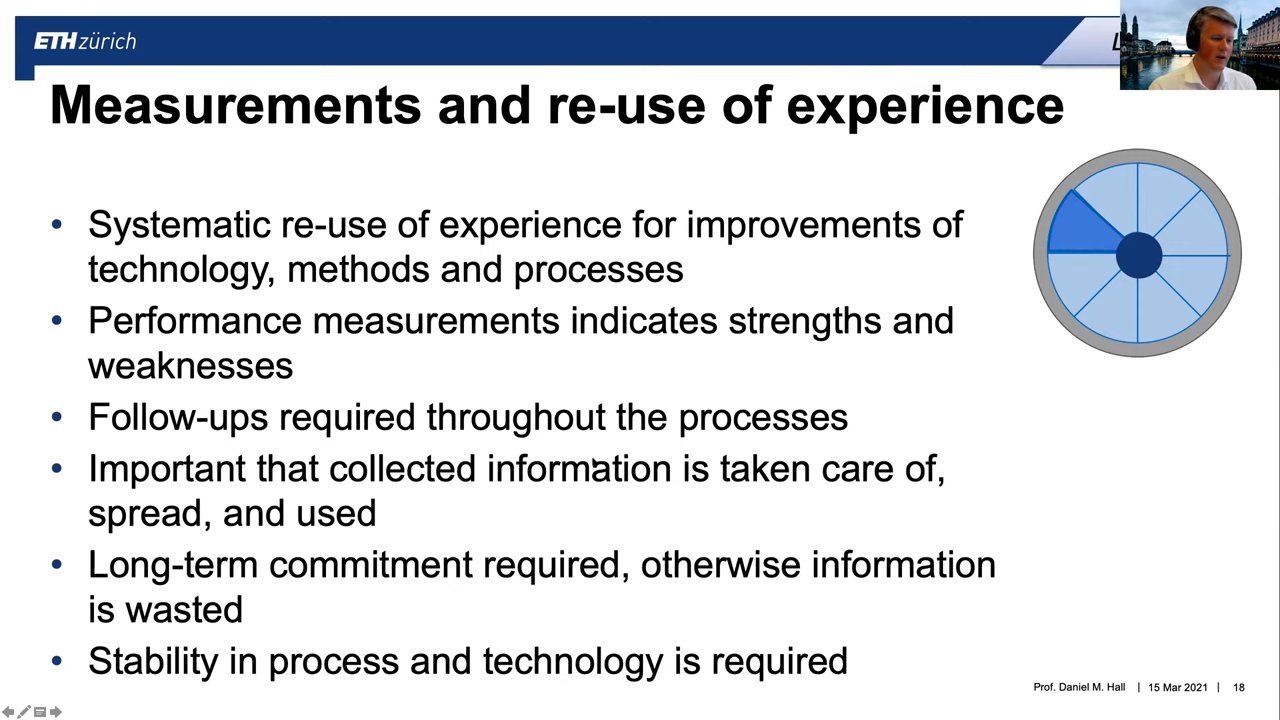 ETH zürich
Measurements and re-use of experience
• Systematic re-use of experience for improvements of
technology, methods and processes
• Performance measurements indicates strengths and
weaknesses
• Follow-ups required throughout the processes
• Important that collected information is taken care of,
spread, and used
• Long-term commitment required, otherwise information
is wasted
• Stability in process and technology is required
Prof. Daniel M. Hall | 15 Mar 2021 | 18